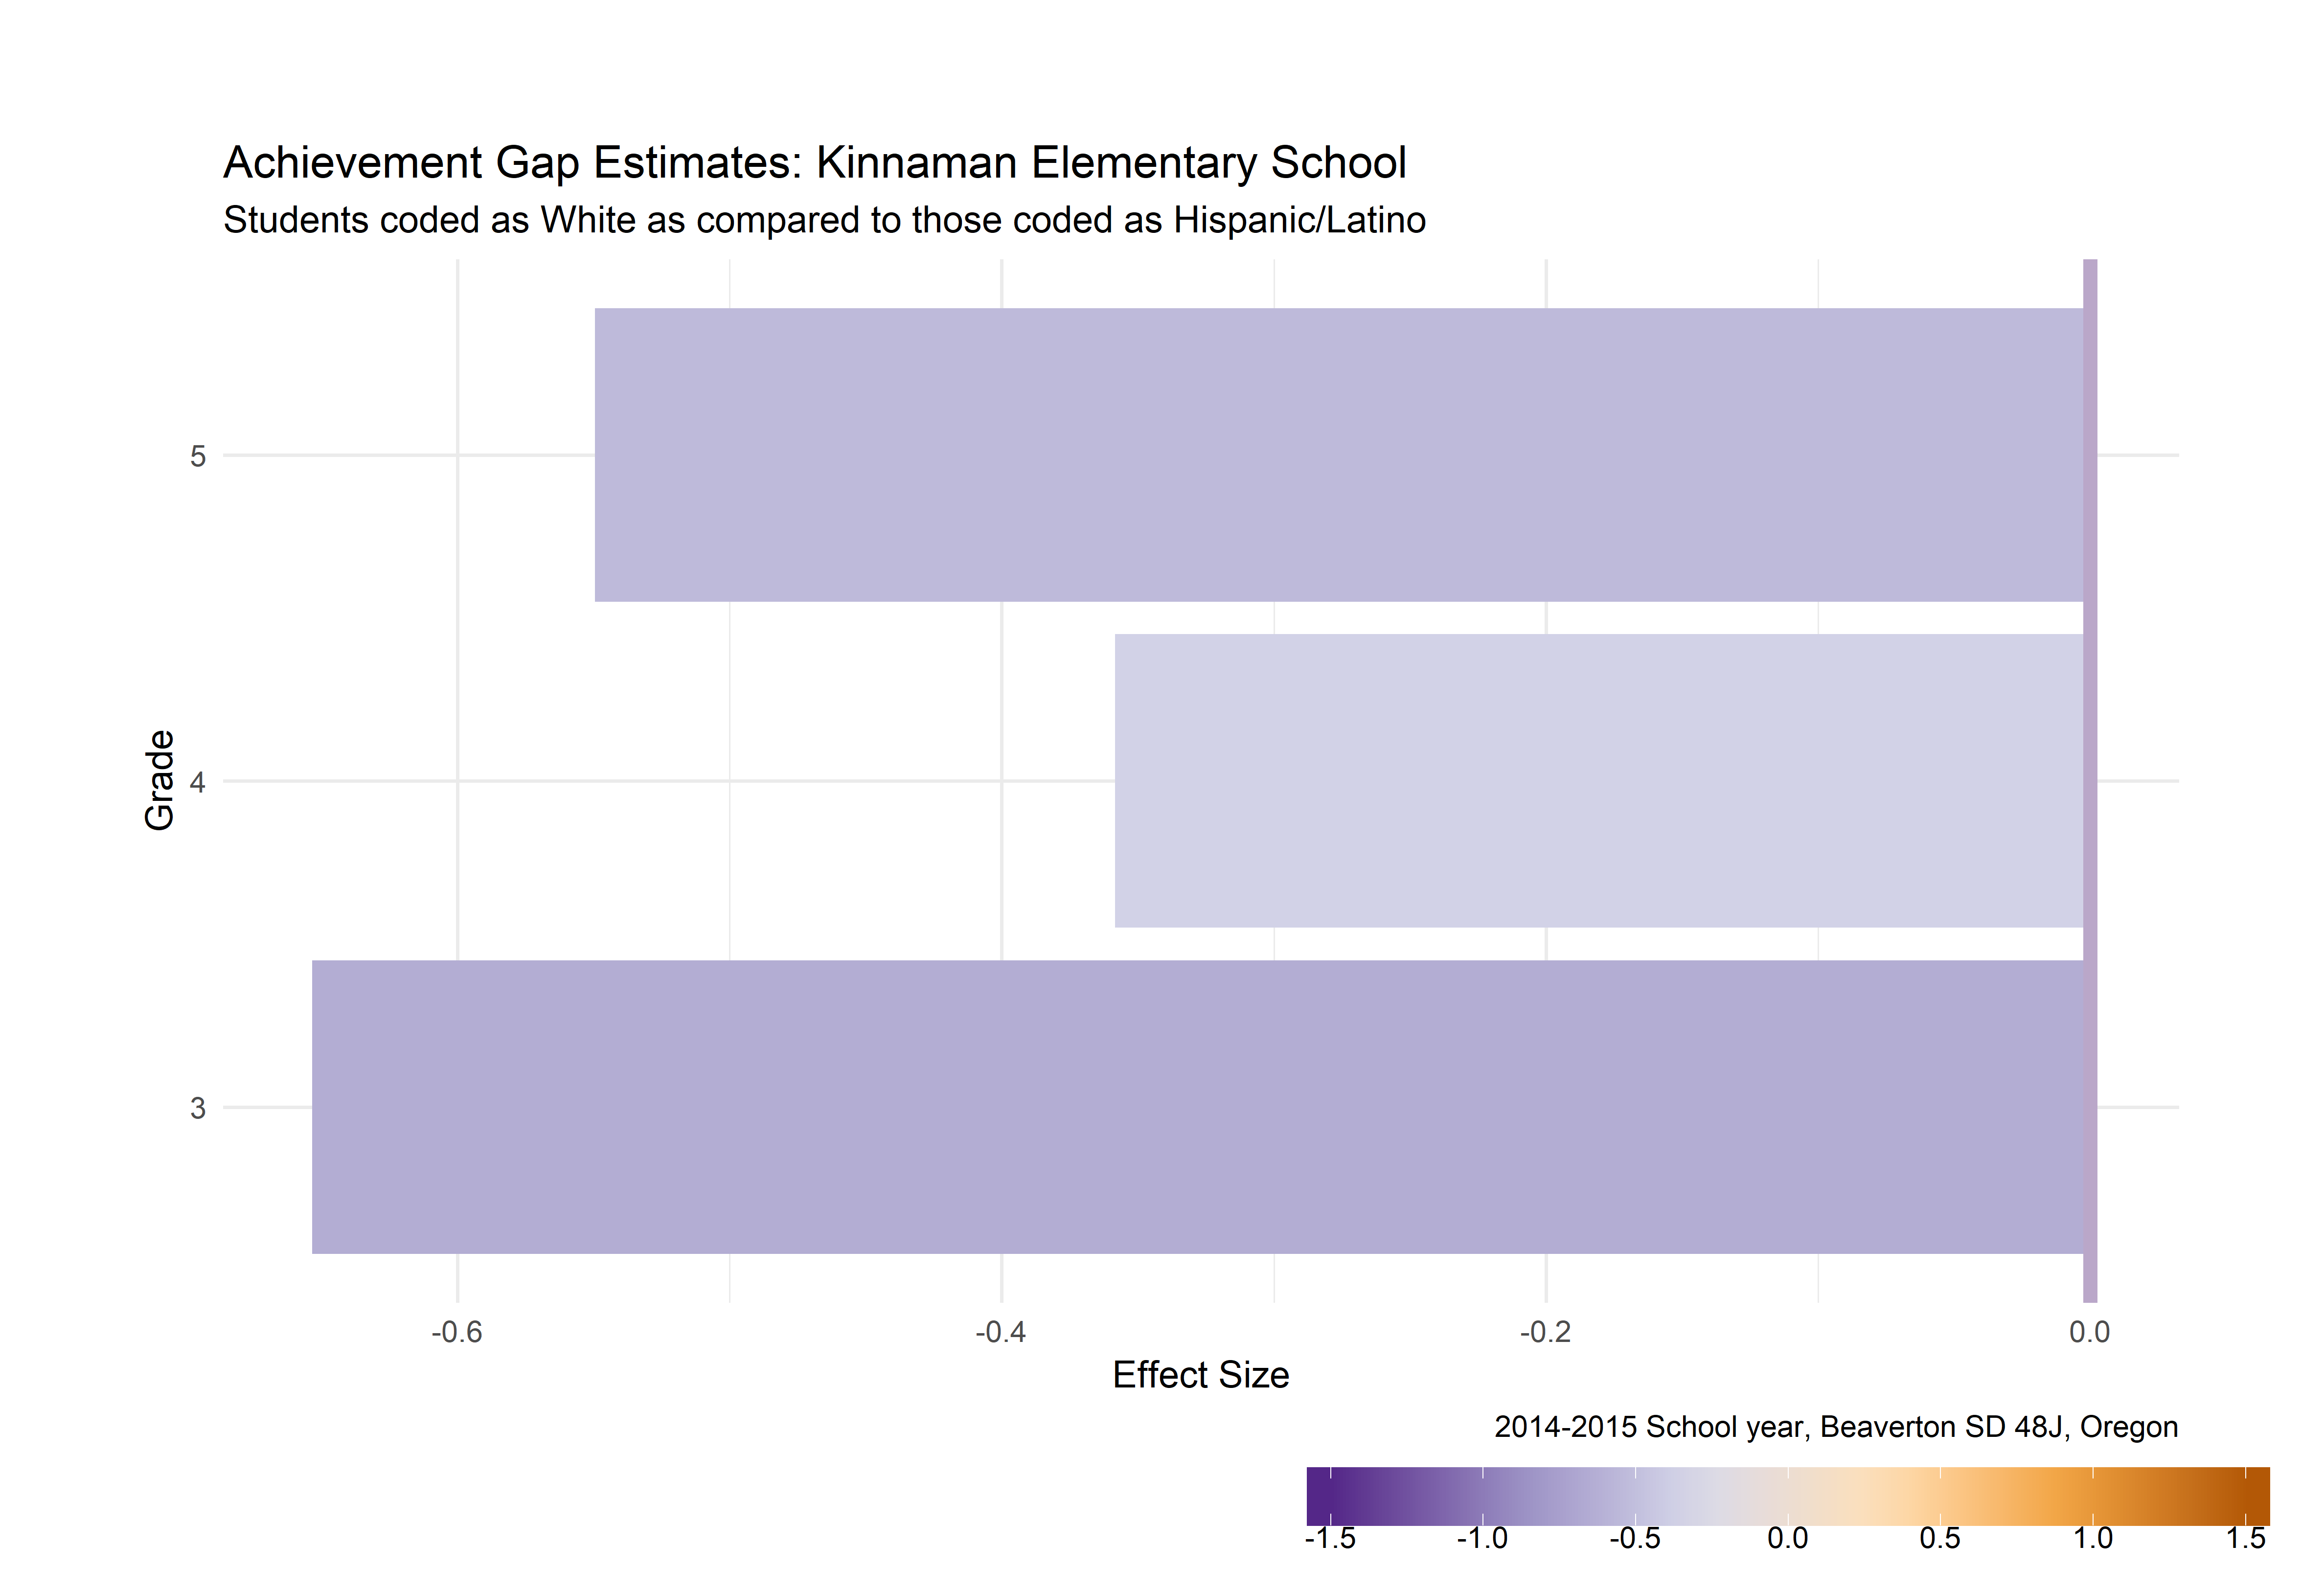 Achievement Gap Estimates: Kinnaman Elementary School
Students coded as White as compared to those coded as Hispanic/Latino
Grade
5
4
3
-0.6 -0.4 -0.2 0.0
Effect Size
2014-2015 School year, Beaverton SD 48J, Oregon
-1.5 -1.0 -0.5 0.0 0.5 1.0 1.5